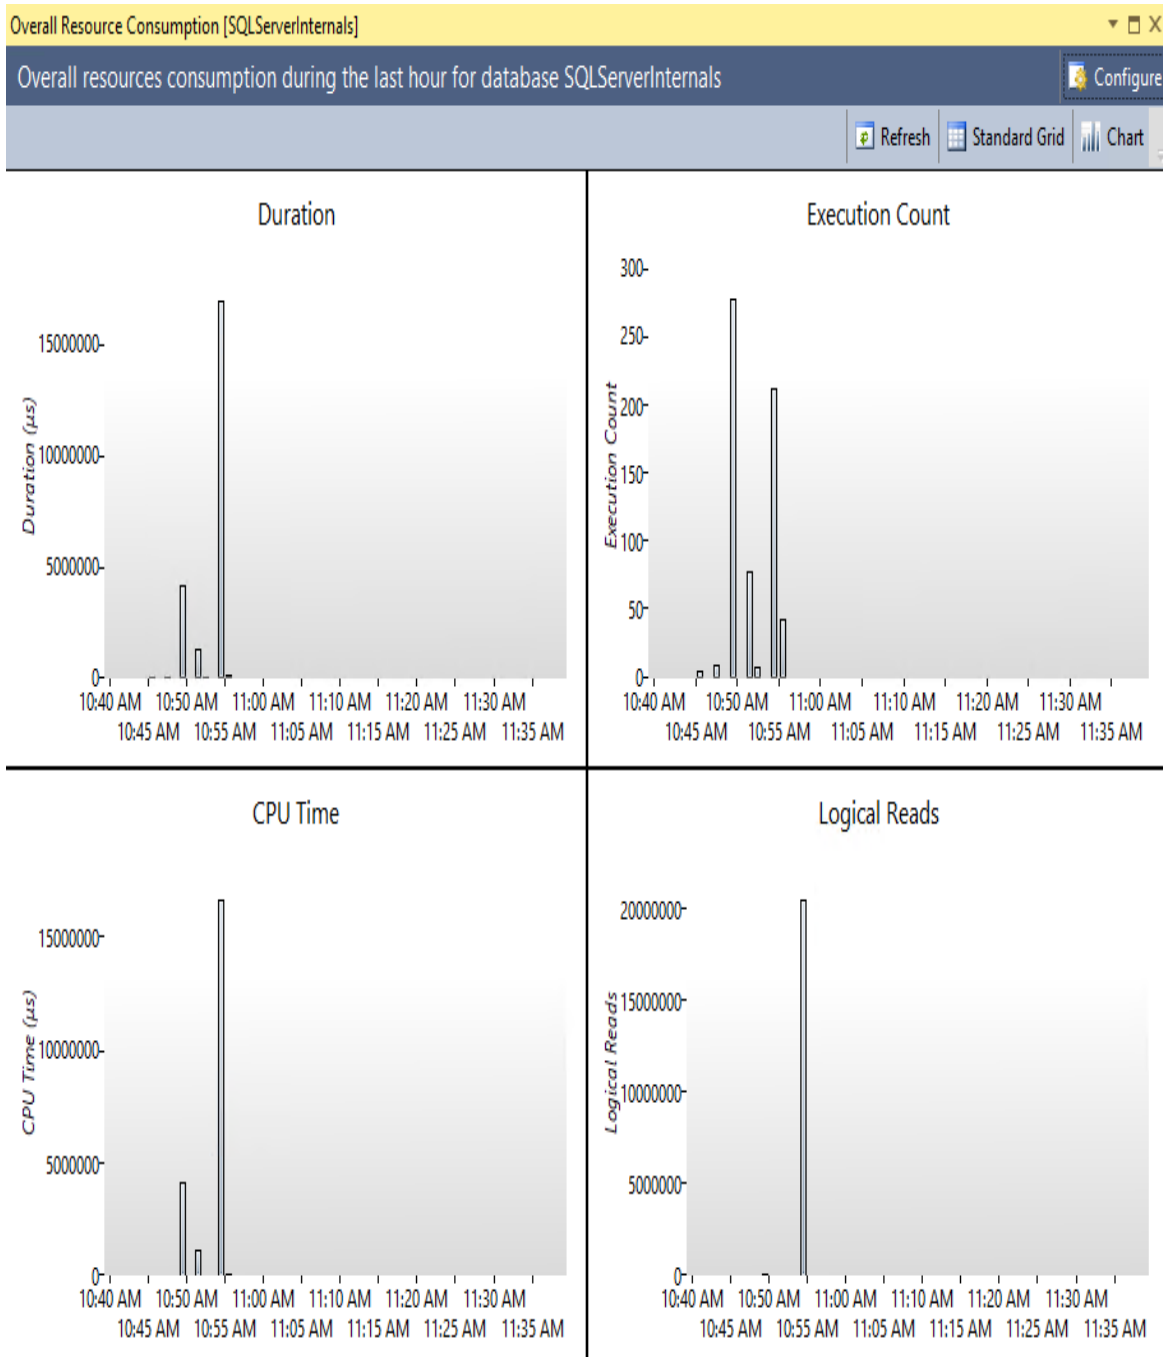 Overall Resource Consumption [SQLServerInternals]
Overall resources consumption during the last hour for database SQLServerInternals
Configure
Refresh
Standard Grid
Chart
Duration
Duration (µs)
15000000
10000000
5000000
0
10:40 AM 10:50 AM 11:00 AM 11:10 AM 11:20 AM 11:30 AM
10:45 AM 10:55 AM 11:05 AM 11:15 AM 11:25 AM 11:35 AM
Execution Count
Execution Count
300
250
200
150
100
50
0
10:40 AM 10:50 AM 11:00 AM 11:10 AM 11:20 AM 11:30 AM
10:45 AM 10:55 AM 11:05 AM 11:15 AM 11:25 AM 11:35 AM
CPU Time
CPU Time (µs)
15000000
10000000
5000000
0
10:40 AM 10:50 AM 11:00 AM 11:10 AM 11:20 AM 11:30 AM
10:45 AM 10:55 AM 11:05 AM 11:15 AM 11:25 AM 11:35 AM
Logical Reads
Logical Reads
20000000
15000000
10000000
5000000
0
10:40 AM 10:50 AM 11:00 AM 11:10 AM 11:20 AM 11:30 AM
10:45 AM 10:55 AM 11:05 AM 11:15 AM 11:25 AM 11:35 AM